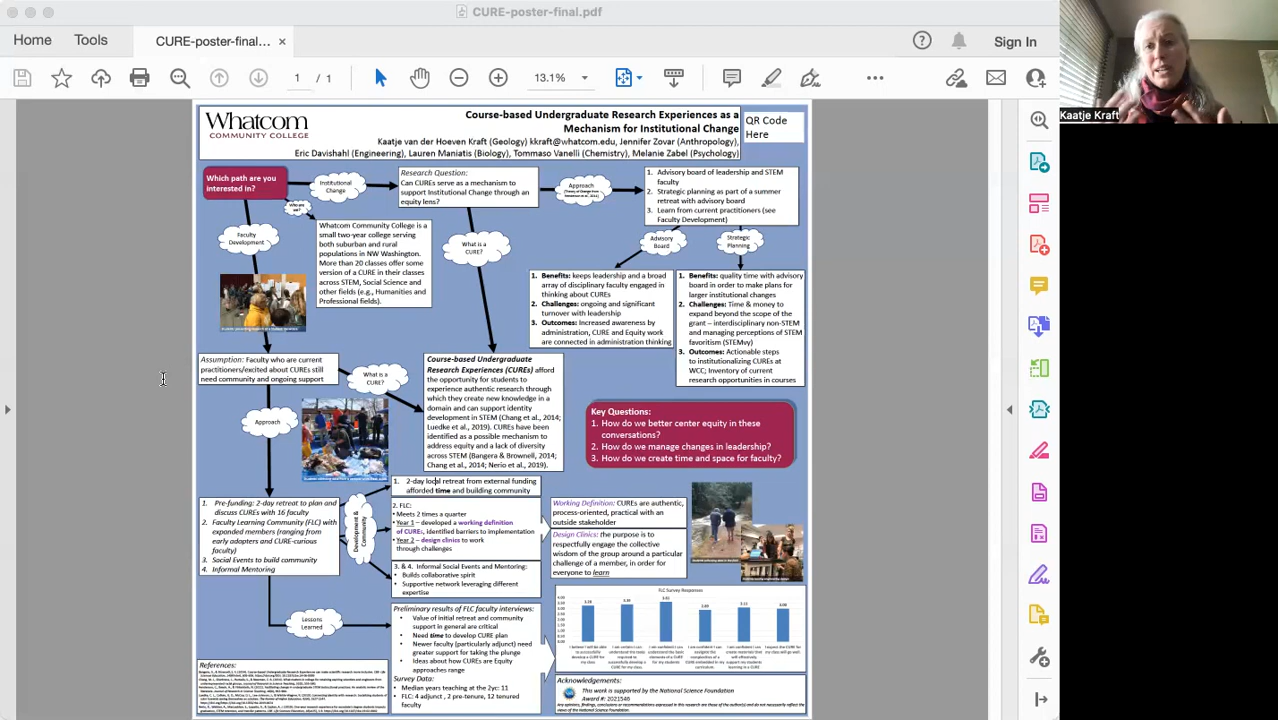 CURE-poster-final.pdf
Home
Tools
CURE-poster-final... ×
Sign In
1 / 1
13.1%
Kaatje Kraft
Whatcom
COMMUNITY COLLEGE
Course-based Undergraduate Research Experiences as a
Mechanism for Institutional Change
Kaatje van der Hoeven Kraft (Geology) kkraft@whatcom.edu, Jennifer Zovar (Anthropology),
Eric Davishahl (Engineering), Lauren Maniatis (Biology), Tommaso Vanelli (Chemistry), Melanie Zabel (Psychology)
QR Code
Here
Which path are you
interested in?
Institutional
Change
Who are
we?
Research Question:
Can CUREs serve as a mechanism to
support Institutional Change through an
equity lens?
Approach
1. Advisory board of leadership and STEM
faculty
2. Strategic planning as part of a summer
retreat with advisory board
3. Learn from current practitioners (see
Faculty Development)
Faculty
Development
Whatcom Community College is a
small two-year college serving
both suburban and rural
populations in NW Washington.
More than 20 classes offer some
version of a CURE in their classes
across STEM, Social Science and
other fields (e.g., Humanities and
Professional fields).
What is a
CURE?
Advisory
Board
Strategic
Planning
1. Benefits: keeps leadership and a broad
array of disciplinary faculty engaged in
thinking about CUREs
2. Challenges: ongoing and significant
turnover with leadership
3. Outcomes: Increased awareness by
administration, CURE and Equity work
are connected in administration thinking
1. Benefits: quality time with advisory
board in order to make plans for
larger institutional changes
2. Challenges: Time & money to
expand beyond the scope of the
grant – interdisciplinary non-STEM
and managing perceptions of STEM
favoritism (STEMvy)
3. Outcomes: Actionable steps
to institutionalizing CUREs at
WCC; Inventory of current
research opportunities in courses
Assumption: Faculty who are current
practitioners/excited about CUREs still
need community and ongoing support
What is a
CURE?
Course-based Undergraduate
Research Experiences (CUREs) afford
the opportunity for students to
experience authentic research through
which they create new knowledge in a
domain and can support identity
development in STEM (Chang et al., 2014;
Luedke et al., 2019). CUREs have been
identified as a possible mechanism to
address equity and a lack of diversity
across STEM (Bangera & Brownell, 2014;
Chang et al., 2014; Nerio et al., 2019).
Key Questions:
1. How do we better center equity in these
conversations?
2. How do we manage changes in leadership?
3. How do we create time and space for faculty?
Approach
1. Pre-funding: 2-day retreat to plan and
discuss CUREs with 16 faculty
2. Faculty Learning Community (FLC) with
expanded members (ranging from
early adapters and CURE-curious
faculty)
3. Social Events to build community
4. Informal Mentoring
Development &
Community
1. 2-day local retreat from external funding
afforded time and building community
2. FLC:
• Meets 2 times a quarter
• Year 1 – developed a working definition
of CUREs, identified barriers to implementation
• Year 2 – design clinics to work
through challenges
3. & 4. Informal Social Events and Mentoring:
• Builds collaborative spirit
• Supportive network leveraging different
expertise
Working Definition: CUREs are authentic,
process-oriented, practical with an
outside stakeholder
Design Clinics: the purpose is to
respectfully engage the collective
wisdom of the group around a particular
challenge of a member, in order for
everyone to learn
Lessons
Learned
Preliminary results of FLC faculty interviews:
• Value of initial retreat and community
support in general are critical
• Need time to develop CURE plan
• Newer faculty (particularly adjunct) need
greater support for taking the plunge
• Ideas about how CUREs are Equity
approaches range
Survey Data:
• Median years teaching at the 2yc: 11
• FLC: 4 adjunct , 2 pre-tenure, 12 tenured
faculty
FLC Survey Responses
References:
Acknowledgements:
This work is supported by the National Science Foundation
Award # 2021546